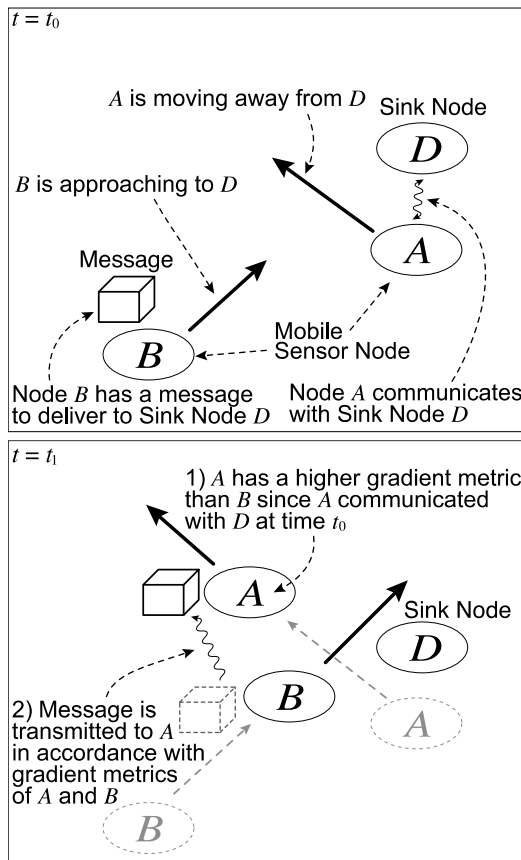 t = t0
A is moving away from D
Sink Node
D
B is approaching to D
A
Message
B
Mobile
Sensor Node
Node B has a message
to deliver to Sink Node D
Node A communicates
with Sink Node D
t = t1
1) A has a higher gradient metric
than B since A communicated
with D at time t0
A
Sink Node
D
B
A
2) Message is
transmitted to A
in accordance with
gradient metrics
of A and B
B